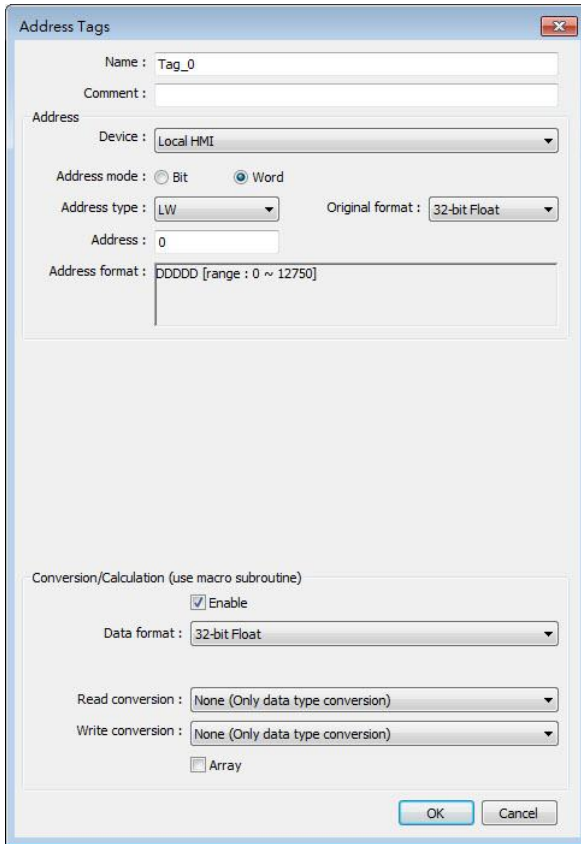 Address Tags
Name : Tag_0
Comment :
Address
Device : Local HMI
Address mode : Bit Word
Address type : LW Original format : 32-bit Float
Address : 0
Address format : DDDDD [range : 0 ~ 12750]
Conversion/Calculation (use macro subroutine)
Enable
Data format : 32-bit Float
Read conversion : None (Only data type conversion)
Write conversion : None (Only data type conversion)
Array
OK Cancel